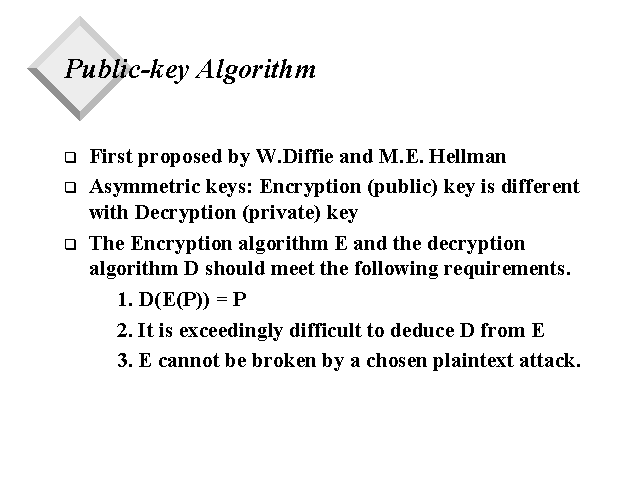 Public-key Algorithm
First proposed by W.Diffie and M.E. Hellman
Asymmetric keys: Encryption (public) key is different
with Decryption (private) key
The Encryption algorithm E and the decryption
algorithm D should meet the following requirements.
1. D(E(P)) = P
2. It is exceedingly difficult to deduce D from E
3. E cannot be broken by a chosen plaintext attack.